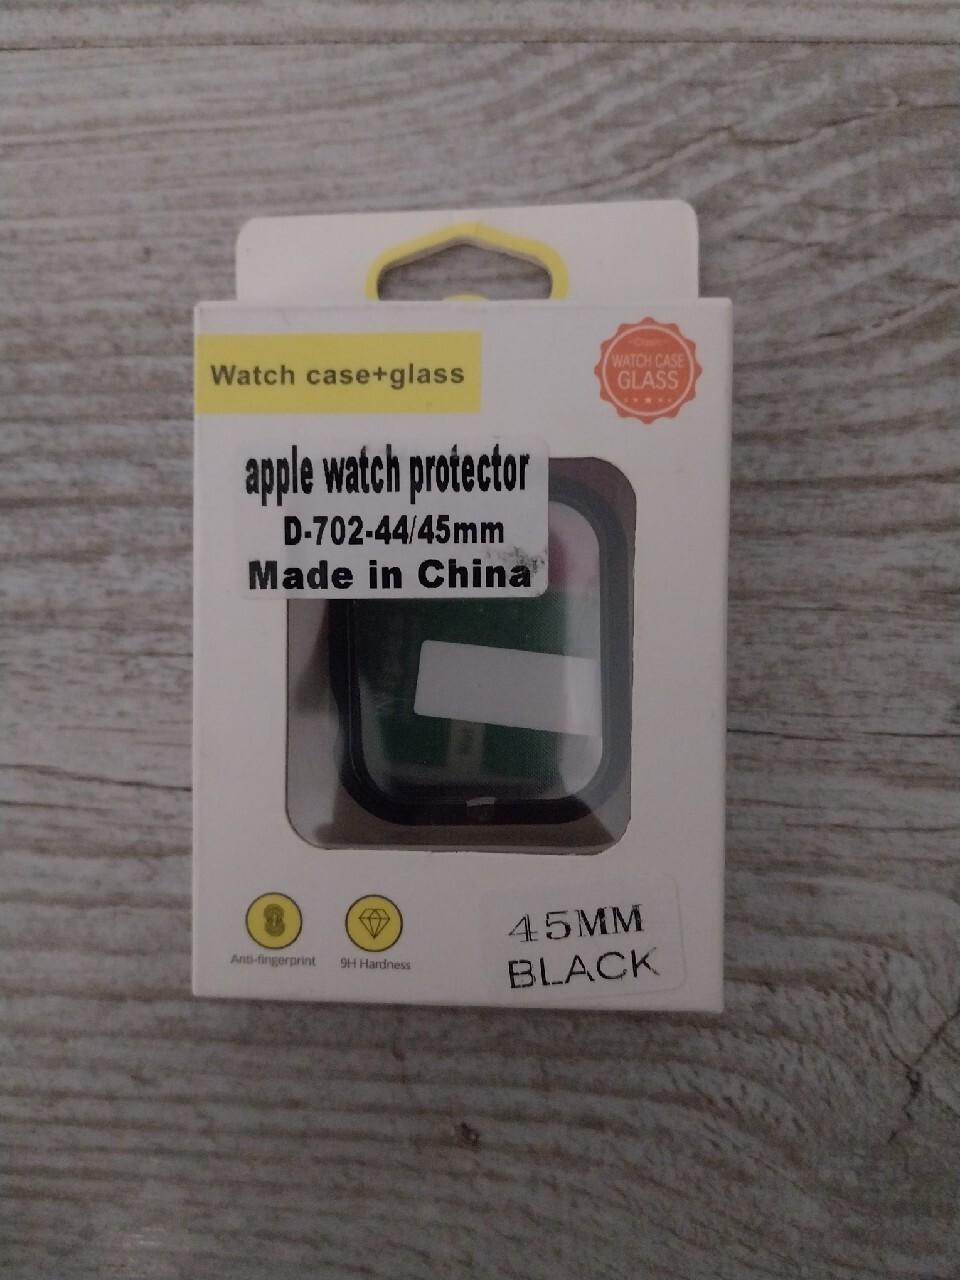 Watch case+glass
Classic
WATCH CASE
GLASS
apple watch protector
D-702-44/45mm
Made in China
Anti-fingerprint
9H Hardness
45MM
BLACK